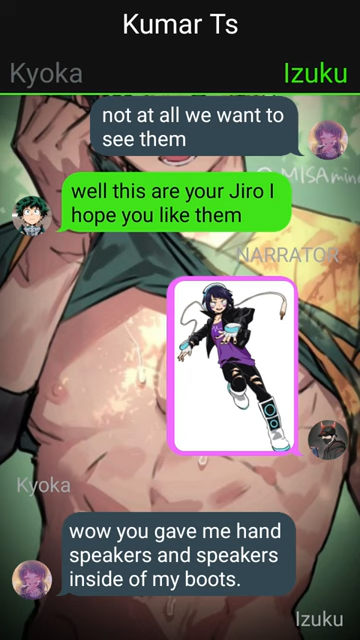 Kumar Ts
Kyoka
Izuku
not at all we want to
see them
@MISAmine
well this are your Jiro I
hope you like them
NARRATOR
Kyoka
wow you gave me hand
speakers and speakers
inside of my boots.
Izuku